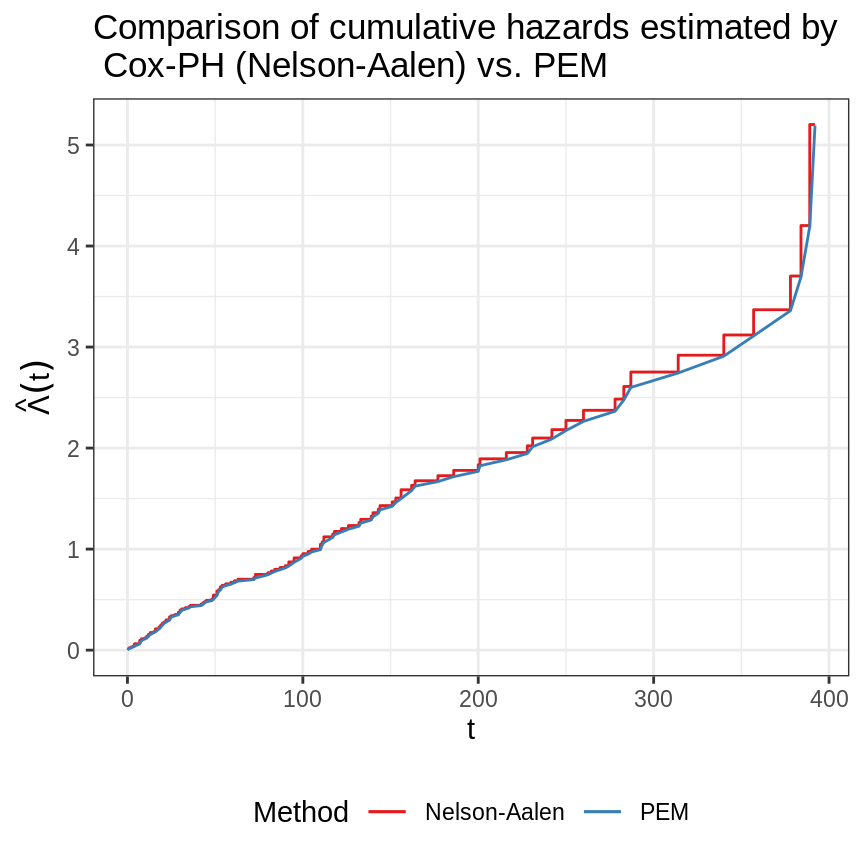 Comparison of cumulative hazards estimated by
Cox-PH (Nelson-Aalen) vs. PEM
5
4
3
2
1
0
Λ̂(t)
0 100 200 300 400
t
Method Nelson-Aalen PEM